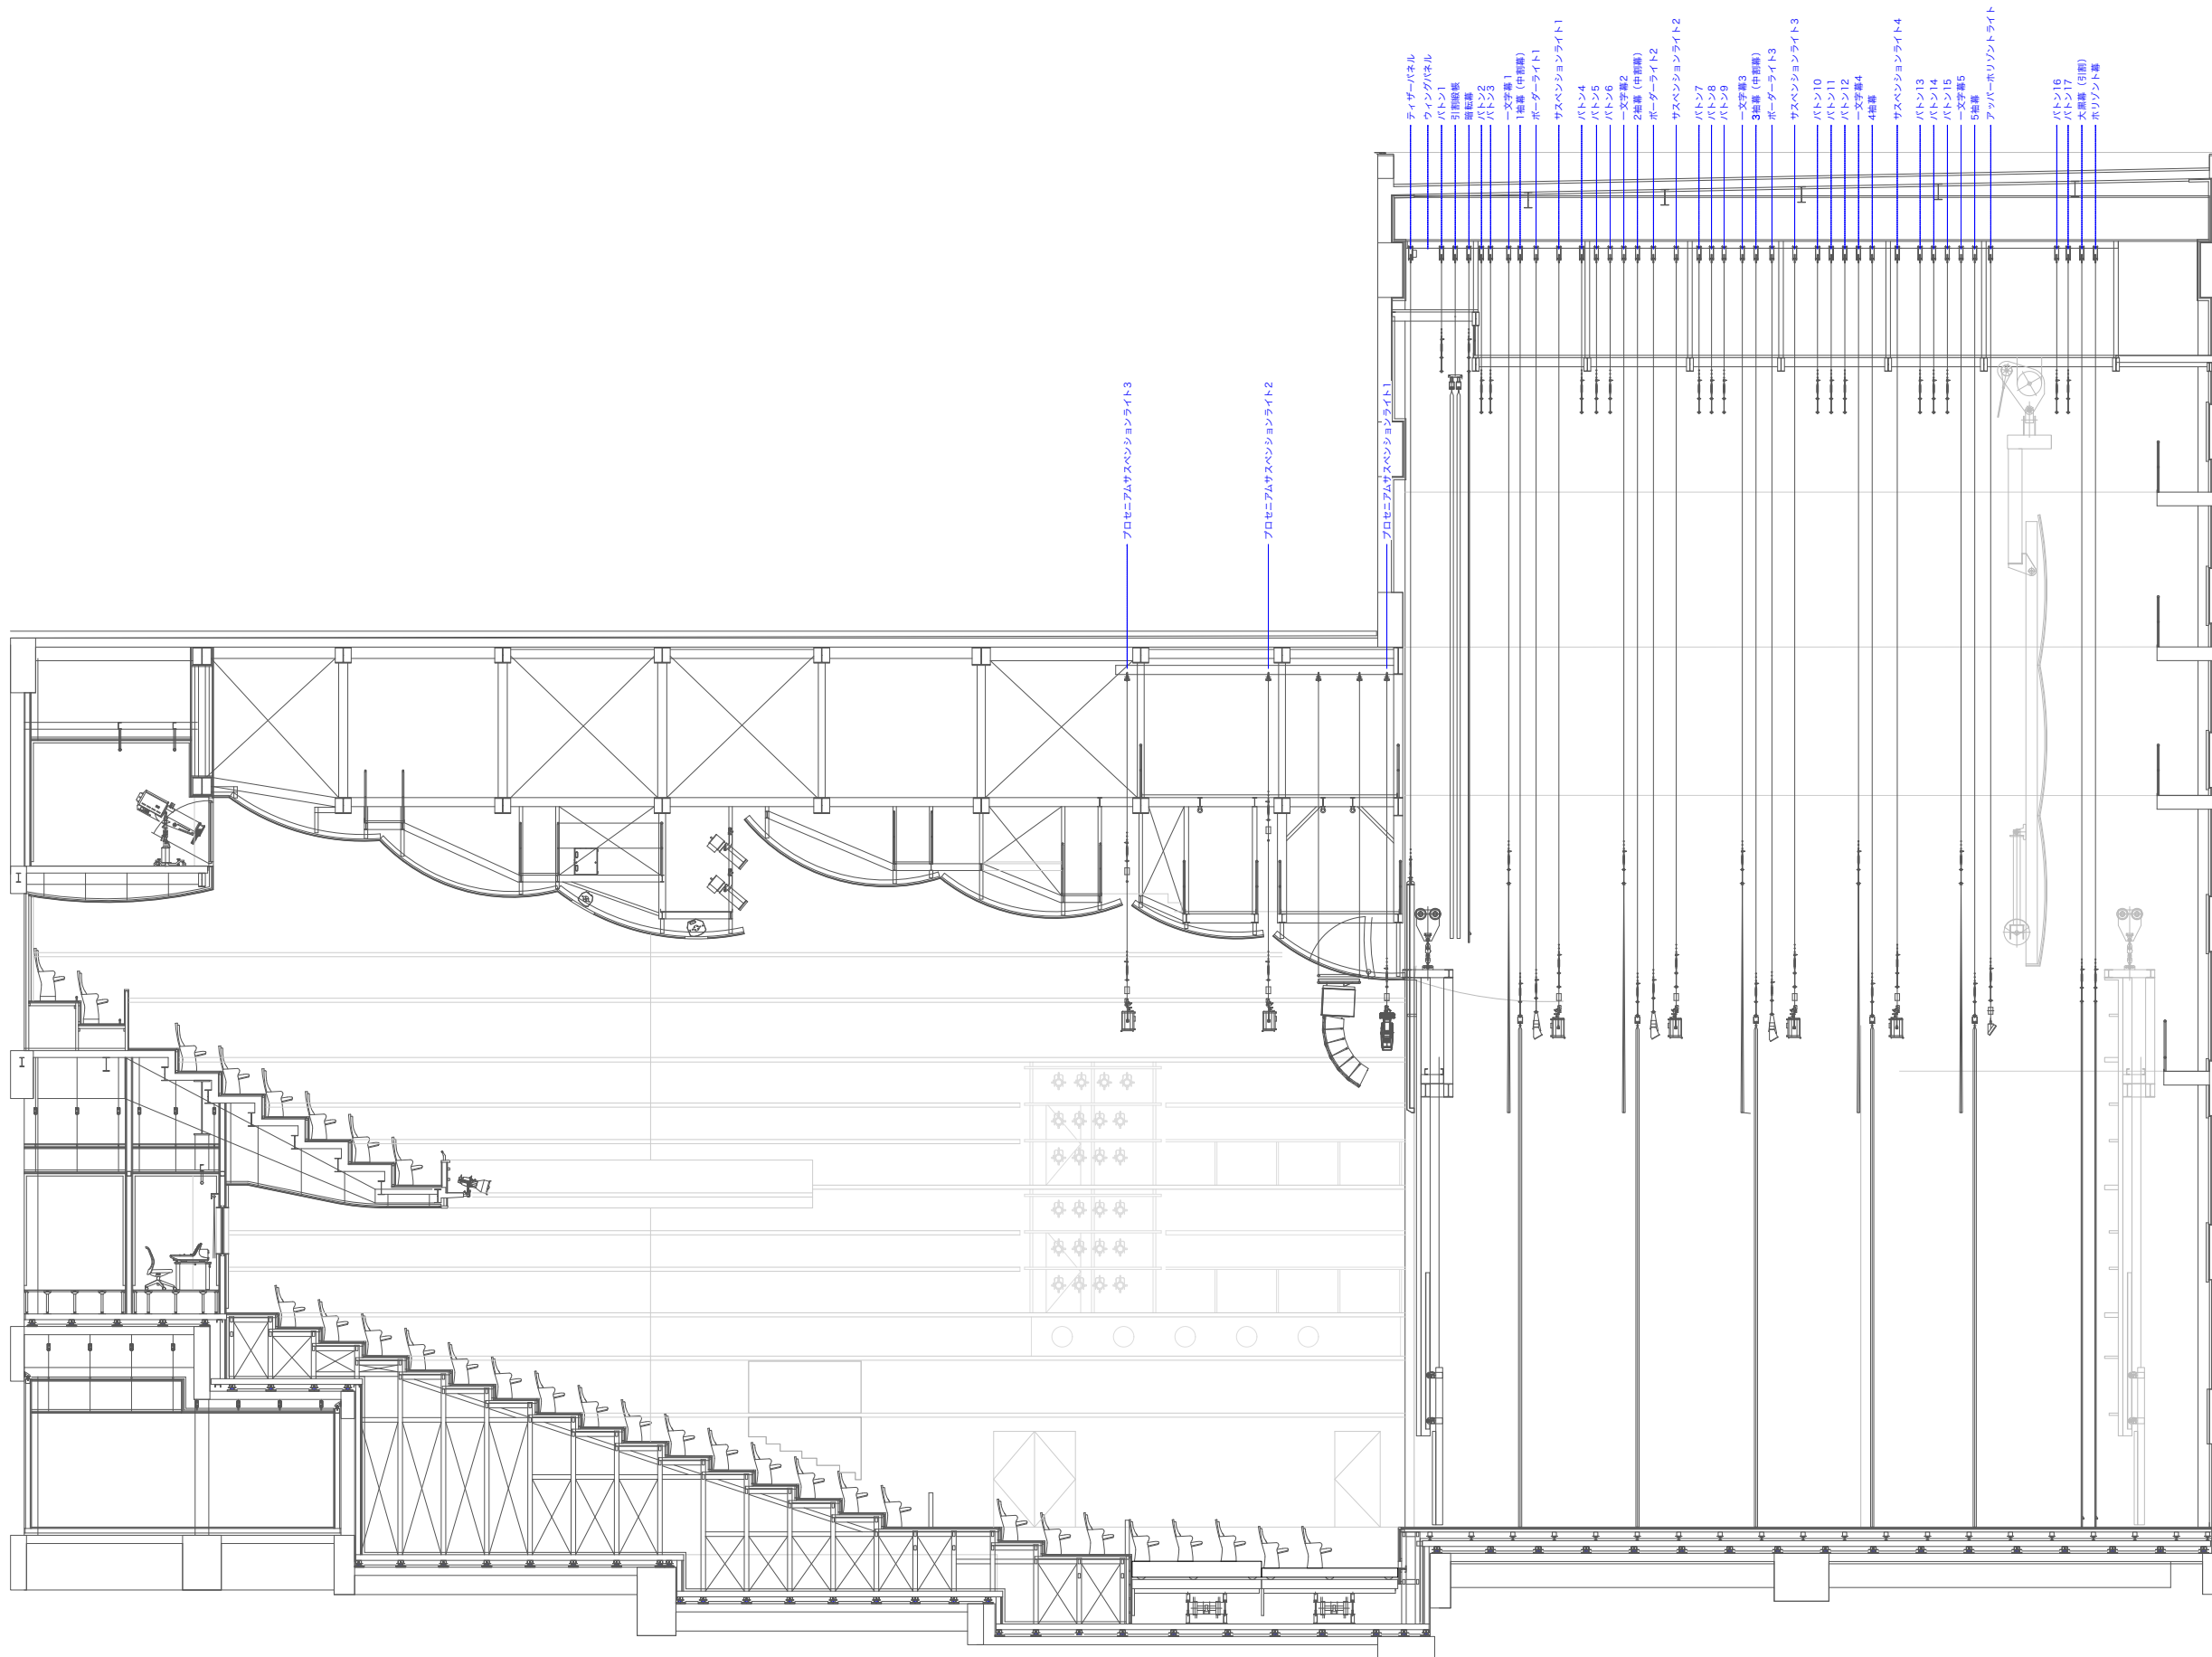 ティザーパネル
ウィングパネル
バトン1
引割緞帳
暗転幕
バトン2
バトン3
一文字幕1
1袖幕（中割幕）
ボーダーライト1
サスペンションライト1
バトン4
バトン5
バトン6
一文字幕2
2袖幕（中割幕）
ボーダーライト2
サスペンションライト2
バトン7
バトン8
バトン9
一文字幕3
3袖幕（中割幕）
ボーダーライト3
サスペンションライト3
バトン10
バトン11
バトン12
一文字幕4
4袖幕
サスペンションライト4
バトン13
バトン14
バトン15
一文字幕5
5袖幕
アッパーホリゾントライト
バトン16
バトン17
大黒幕（引割）
ホリゾント幕
プロセニアムサスペンションライト3
プロセニアムサスペンションライト2
プロセニアムサスペンションライト1